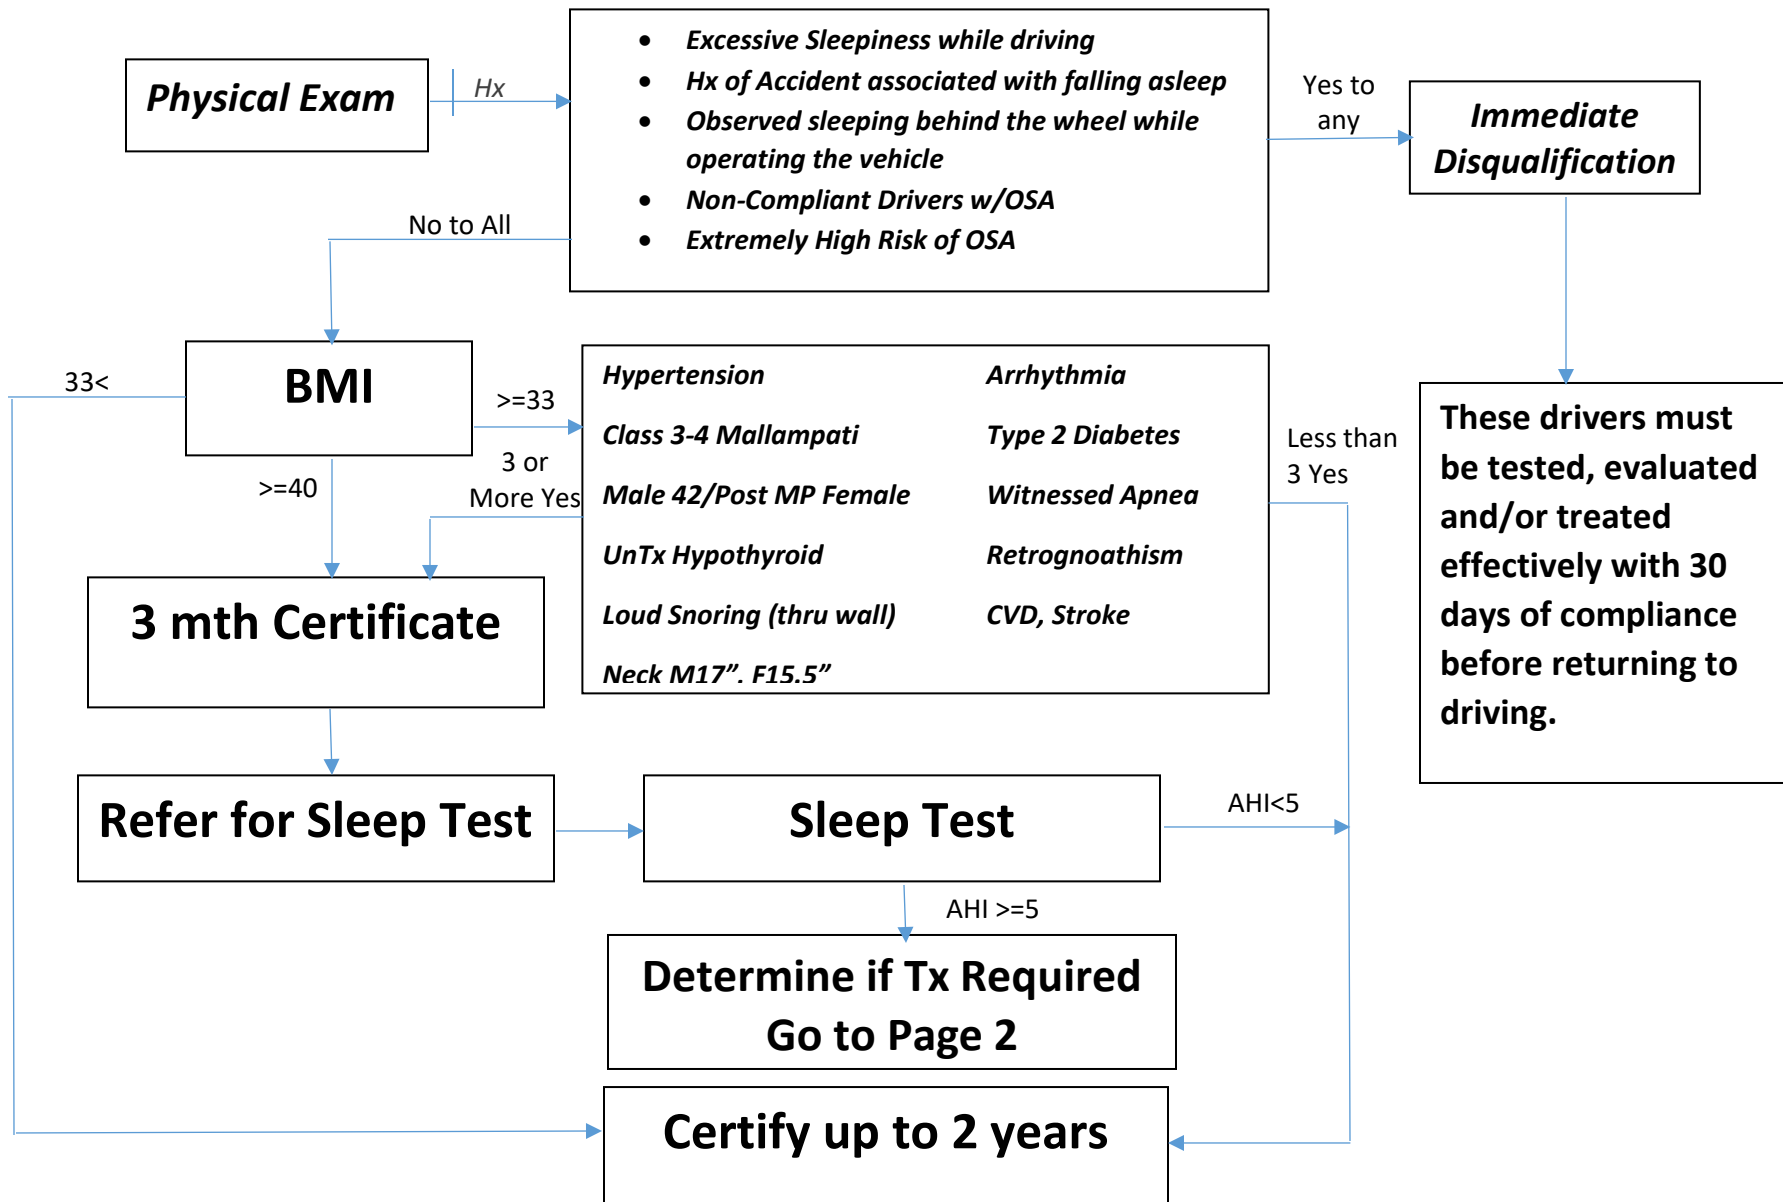 Physical Exam
Hx
• Excessive Sleepiness while driving
• Hx of Accident associated with falling asleep
• Observed sleeping behind the wheel while
operating the vehicle
• Non-Compliant Drivers w/OSA
• Extremely High Risk of OSA
Yes to
any
Immediate
Disqualification
No to All
33<
BMI
>=33
>=40
3 or
More Yes
Hypertension
Arrhythmia
Class 3-4 Mallampati
Type 2 Diabetes
Male 42/Post MP Female
Witnessed Apnea
UnTx Hypothyroid
Retrognoathism
Loud Snoring (thru wall)
CVD, Stroke
Neck M17”. F15.5”
Less than
3 Yes
These drivers must
be tested, evaluated
and/or treated
effectively with 30
days of compliance
before returning to
driving.
3 mth Certificate
Refer for Sleep Test
Sleep Test
AHI<5
AHI >=5
Determine if Tx Required
Go to Page 2
Certify up to 2 years